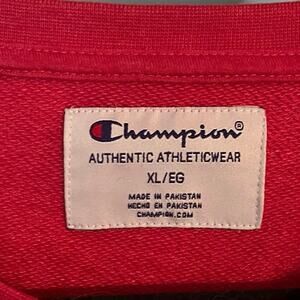 Champion®
AUTHENTIC ATHLETICWEAR
XL/EG
MADE IN PAKISTAN
HECHO EN PAKISTAN
CHAMPION.COM